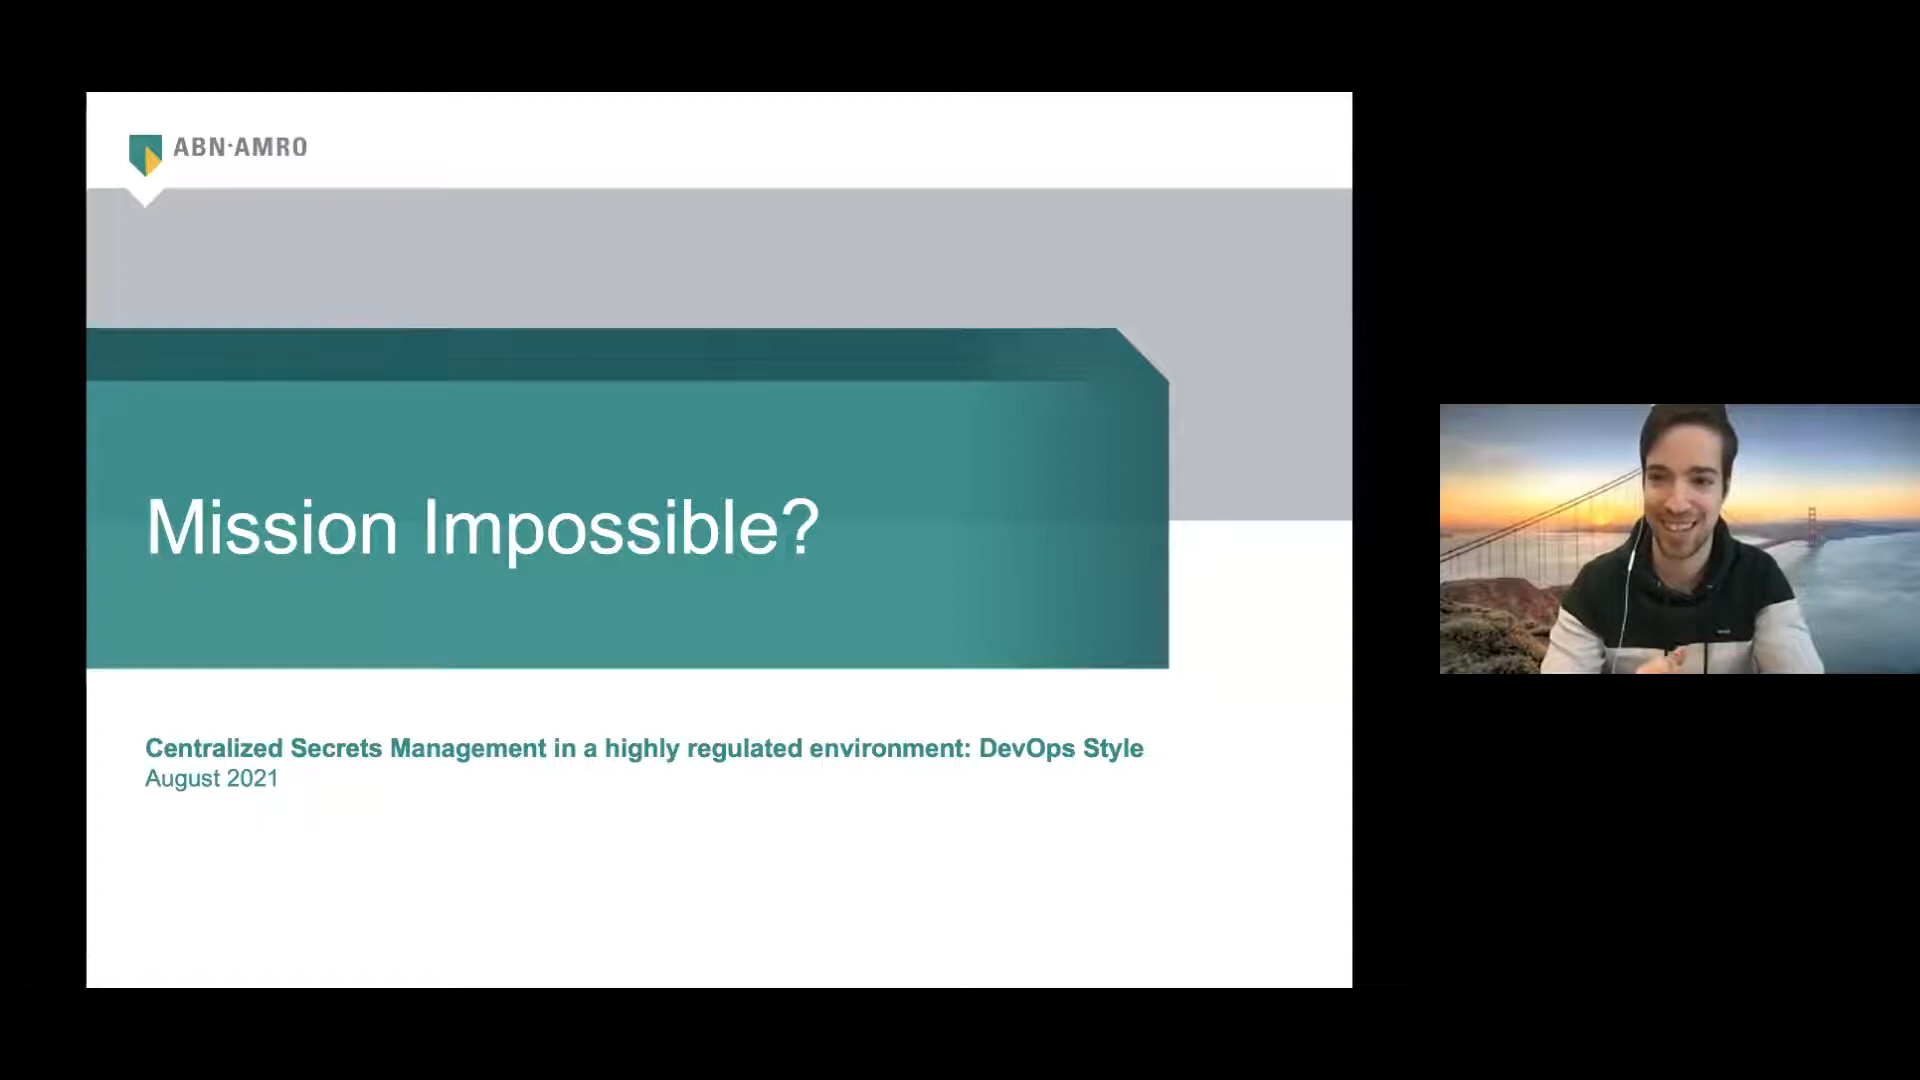 ABN·AMRO
Mission Impossible?
Centralized Secrets Management in a highly regulated environment: DevOps Style
August 2021